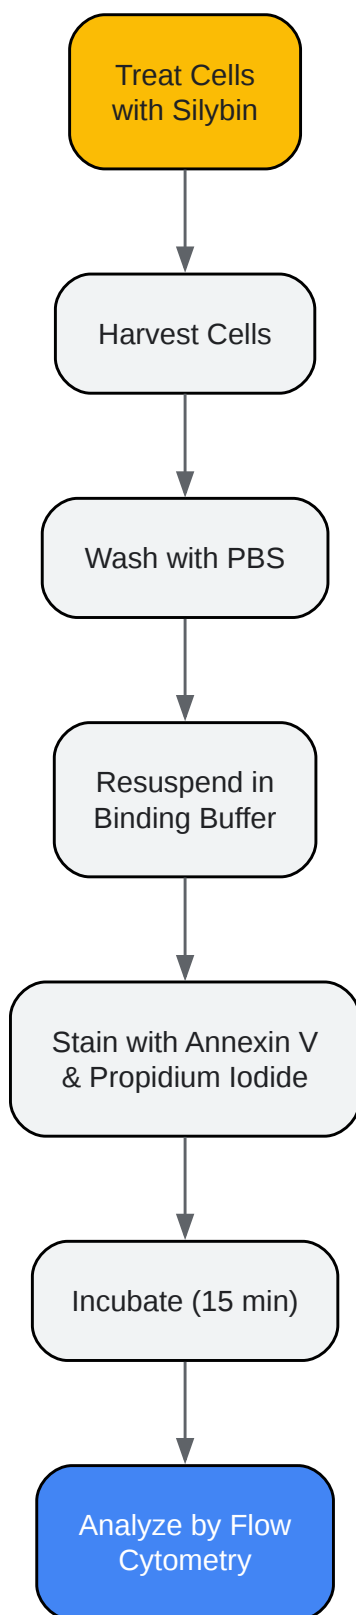 Treat Cells
with Silybin
Harvest Cells
Wash with PBS
Resuspend in
Binding Buffer
Stain with Annexin V
& Propidium Iodide
Incubate (15 min)
Analyze by Flow
Cytometry